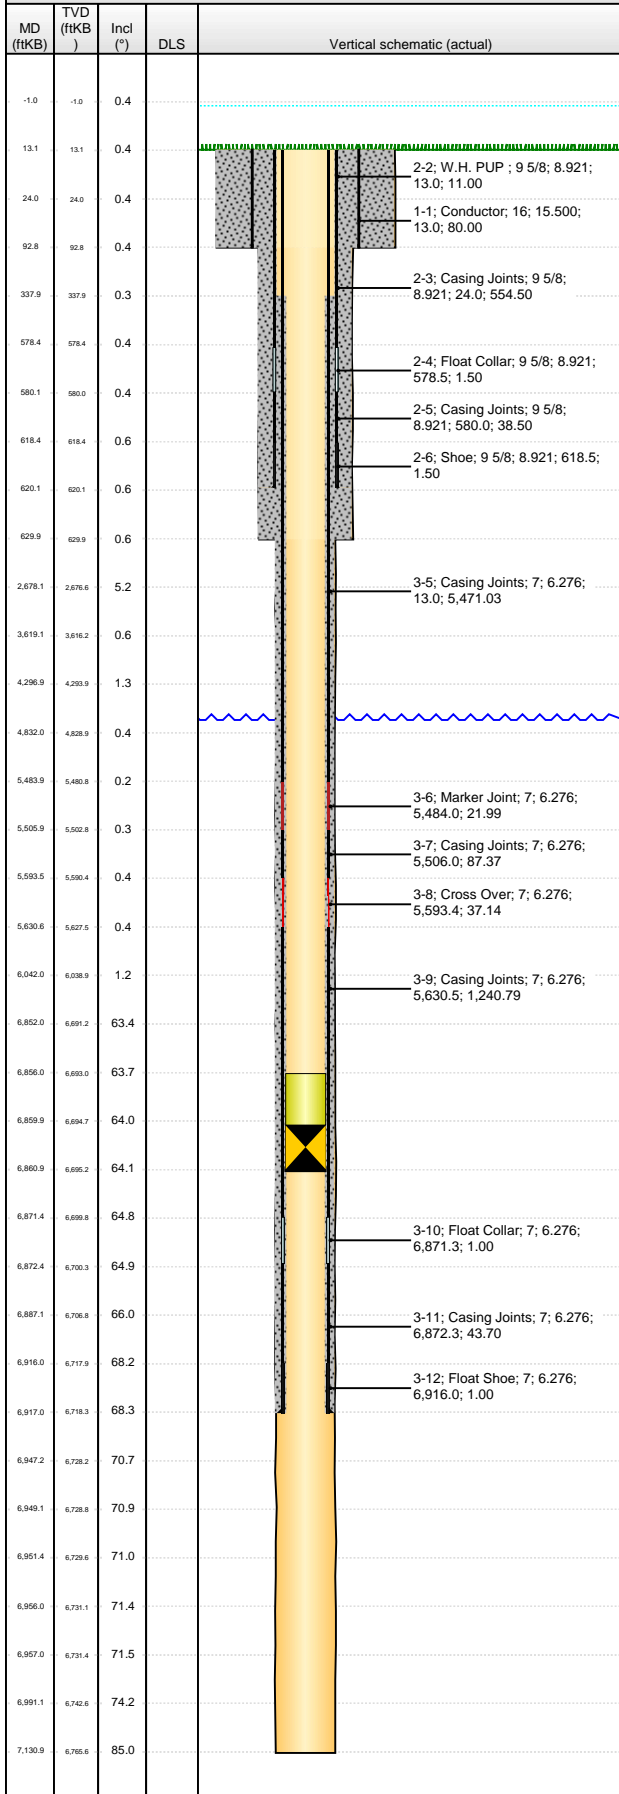 MD (ftKB) TVD (ftKB ) Incl (°) DLS Vertical schematic (actual)
-1.0 -1.0 0.4
13.1 13.1 0.4
2-2; W.H. PUP ; 9 5/8; 8.921;
13.0; 11.00
24.0 24.0 0.4
1-1; Conductor; 16; 15.500;
13.0; 80.00
92.8 92.8 0.4
2-3; Casing Joints; 9 5/8;
8.921; 24.0; 554.50
337.9 337.9 0.3
578.4 578.4 0.4
2-4; Float Collar; 9 5/8; 8.921;
578.5; 1.50
580.1 580.0 0.4
2-5; Casing Joints; 9 5/8;
8.921; 580.0; 38.50
618.4 618.4 0.6
2-6; Shoe; 9 5/8; 8.921; 618.5;
1.50
620.1 620.1 0.6
629.9 629.9 0.6
2,678.1 2,676.6 5.2
3-5; Casing Joints; 7; 6.276;
13.0; 5,471.03
3,619.1 3,616.2 0.6
4,296.9 4,293.9 1.3
4,832.0 4,828.9 0.4
5,483.9 5,480.8 0.2
3-6; Marker Joint; 7; 6.276;
5,484.0; 21.99
5,505.9 5,502.8 0.3
3-7; Casing Joints; 7; 6.276;
5,506.0; 87.37
5,593.5 5,590.4 0.4
3-8; Cross Over; 7; 6.276;
5,593.4; 37.14
5,630.6 5,627.5 0.4
6,042.0 6,038.9 1.2
3-9; Casing Joints; 7; 6.276;
5,630.5; 1,240.79
6,852.0 6,691.2 63.4
6,856.0 6,693.0 63.7
6,859.9 6,694.7 64.0
6,860.9 6,695.2 64.1
6,871.4 6,699.8 64.8
3-10; Float Collar; 7; 6.276;
6,871.3; 1.00
6,872.4 6,700.3 64.9
6,887.1 6,706.8 66.0
3-11; Casing Joints; 7; 6.276;
6,872.3; 43.70
6,916.0 6,717.9 68.2
3-12; Float Shoe; 7; 6.276;
6,916.0; 1.00
6,917.0 6,718.3 68.3
6,947.2 6,728.2 70.7
6,949.1 6,728.8 70.9
6,951.4 6,729.6 71.0
6,956.0 6,731.1 71.4
6,957.0 6,731.4 71.5
6,991.1 6,742.6 74.2
7,130.9 6,765.6 85.0